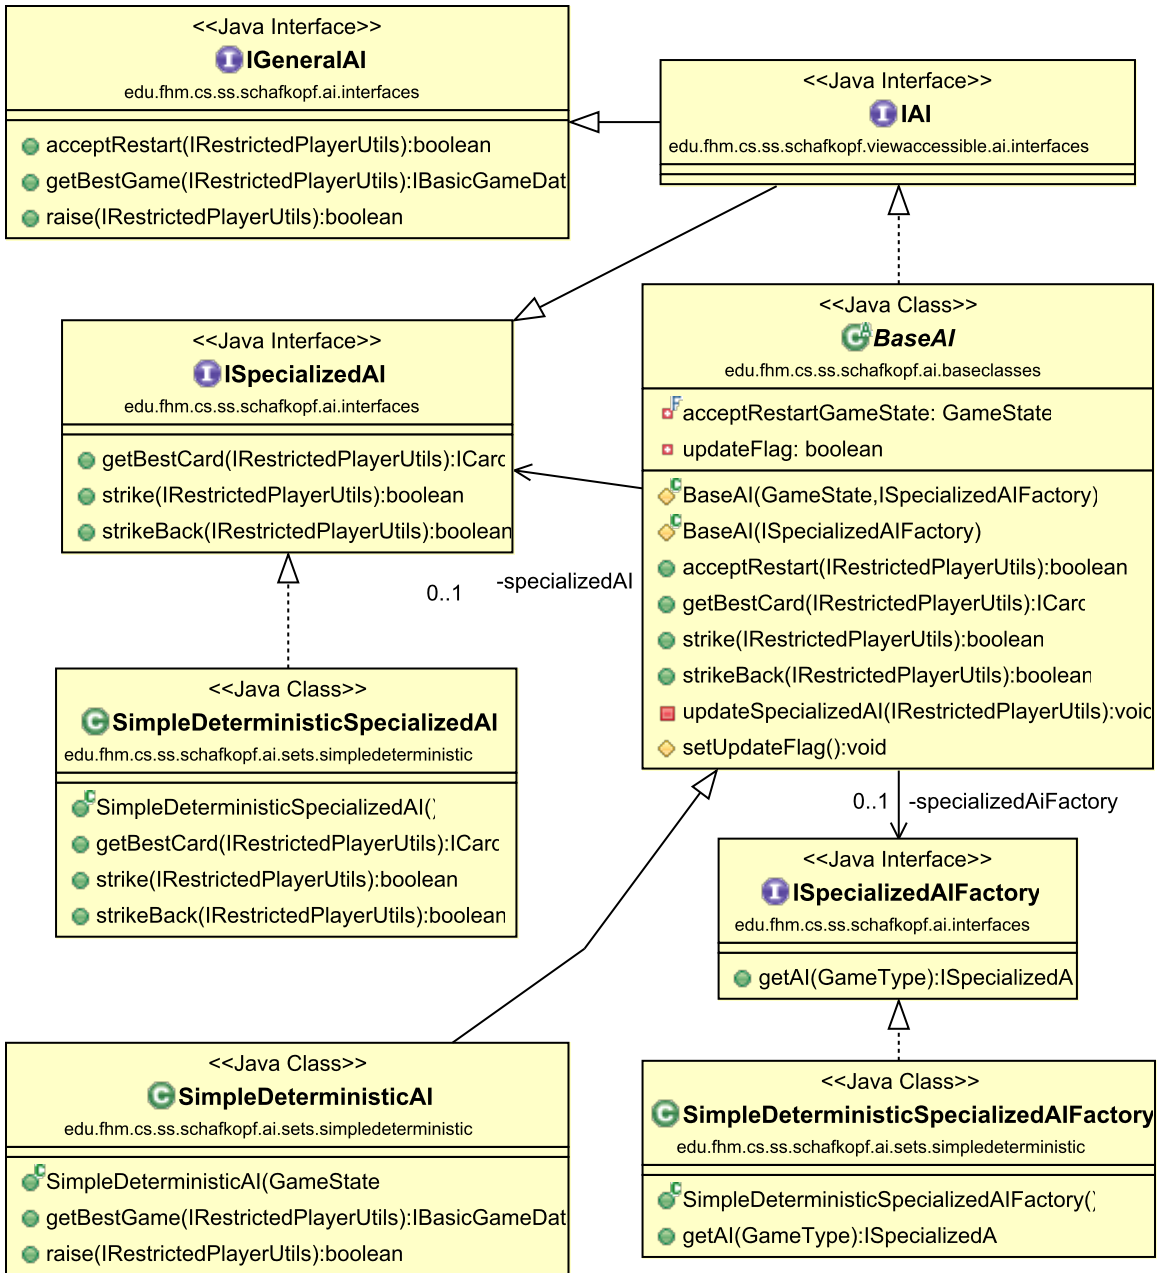 <<Java Interface>>
IGeneralAI
edu.fhm.cs.ss.schafkopf.ai.interfaces
acceptRestart(IRestrictedPlayerUtils):boolean
getBestGame(IRestrictedPlayerUtils):IBasicGameDat
raise(IRestrictedPlayerUtils):boolean
<<Java Interface>>
IAI
edu.fhm.cs.ss.schafkopf.viewaccessible.ai.interfaces
<<Java Interface>>
ISpecializedAI
edu.fhm.cs.ss.schafkopf.ai.interfaces
getBestCard(IRestrictedPlayerUtils):ICard
strike(IRestrictedPlayerUtils):boolean
strikeBack(IRestrictedPlayerUtils):boolean
<<Java Class>>
BaseAI
edu.fhm.cs.ss.schafkopf.ai.baseclasses
acceptRestartGameState: GameState
updateFlag: boolean
BaseAI(GameState,ISpecializedAIFactory)
BaseAI(ISpecializedAIFactory)
acceptRestart(IRestrictedPlayerUtils):boolean
getBestCard(IRestrictedPlayerUtils):ICard
strike(IRestrictedPlayerUtils):boolean
strikeBack(IRestrictedPlayerUtils):boolean
updateSpecializedAI(IRestrictedPlayerUtils):void
setUpdateFlag():void
0..1
-specializedAI
<<Java Class>>
SimpleDeterministicSpecializedAI
edu.fhm.cs.ss.schafkopf.ai.sets.simpledeterministic
SimpleDeterministicSpecializedAI()
getBestCard(IRestrictedPlayerUtils):ICard
strike(IRestrictedPlayerUtils):boolean
strikeBack(IRestrictedPlayerUtils):boolean
0..1
-specializedAiFactory
<<Java Interface>>
ISpecializedAIFactory
edu.fhm.cs.ss.schafkopf.ai.interfaces
getAI(GameType):ISpecializedA
<<Java Class>>
SimpleDeterministicAI
edu.fhm.cs.ss.schafkopf.ai.sets.simpledeterministic
SimpleDeterministicAI(GameState
getBestGame(IRestrictedPlayerUtils):IBasicGameDat
raise(IRestrictedPlayerUtils):boolean
<<Java Class>>
SimpleDeterministicSpecializedAIFactory
edu.fhm.cs.ss.schafkopf.ai.sets.simpledeterministic
SimpleDeterministicSpecializedAIFactory()
getAI(GameType):ISpecializedA